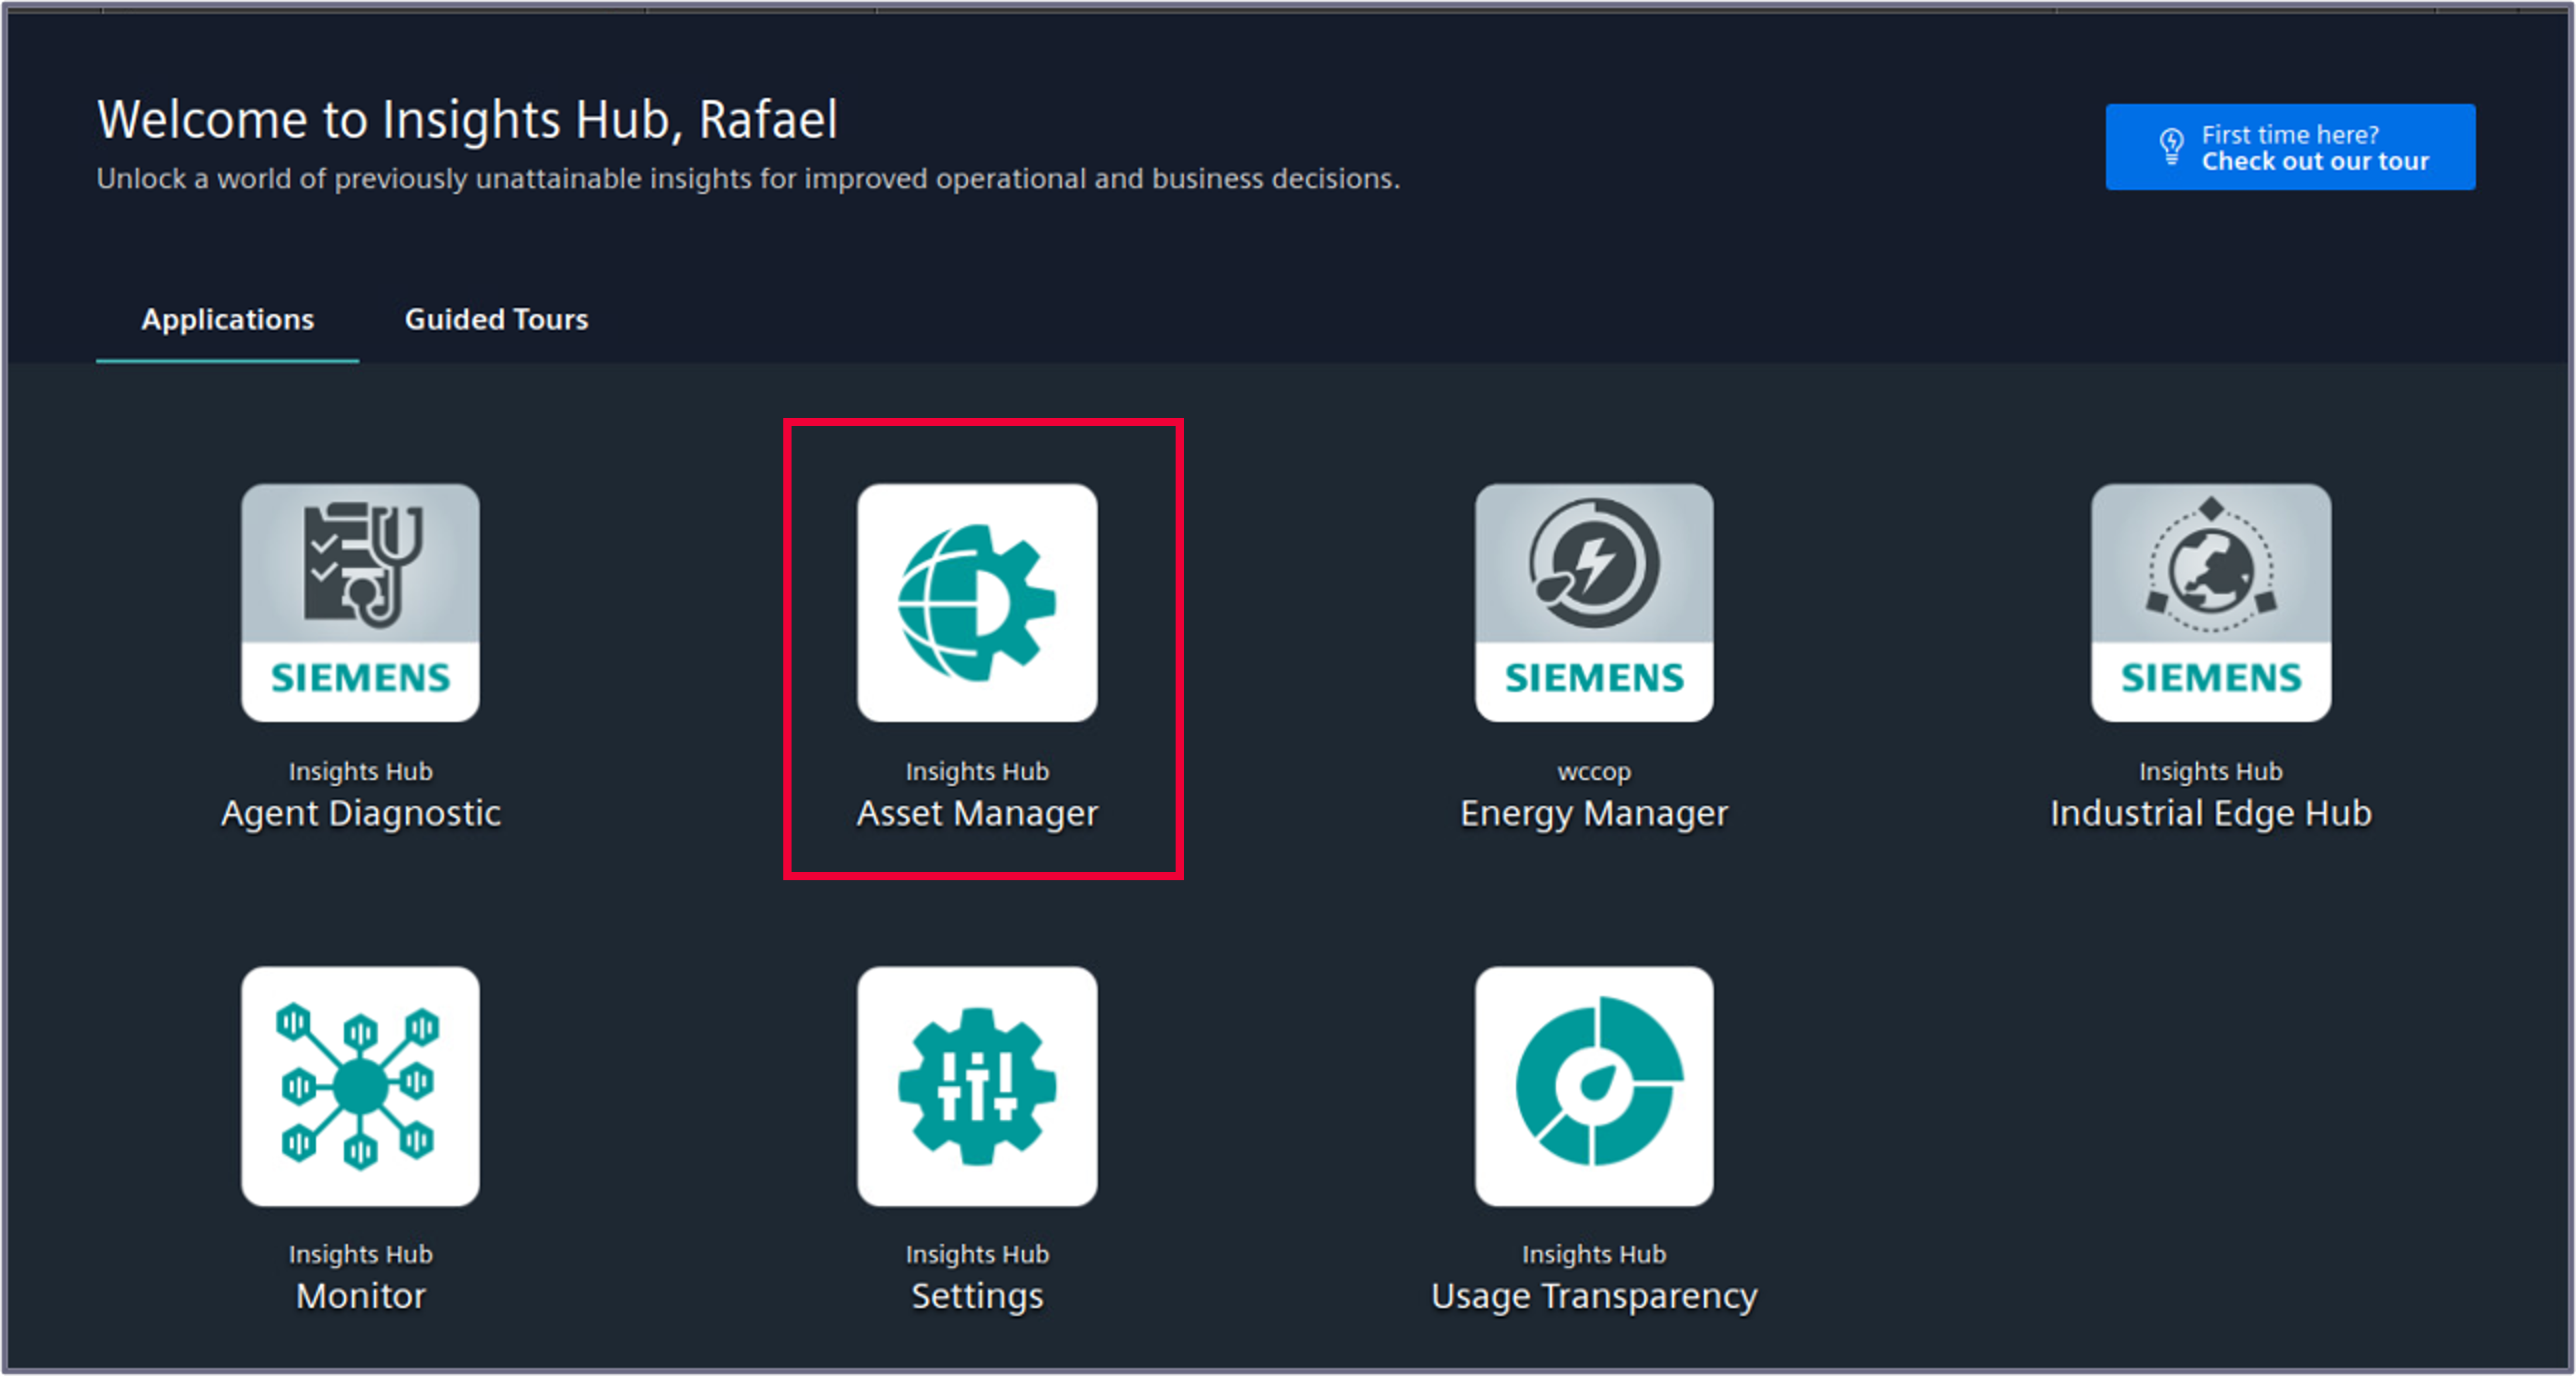 Welcome to Insights Hub, Rafael
Unlock a world of previously unattainable insights for improved operational and business decisions.
First time here?
Check out our tour
Applications
Guided Tours
SIEMENS
SIEMENS
SIEMENS
Insights Hub
Agent Diagnostic
Insights Hub
Asset Manager
wccop
Energy Manager
Insights Hub
Industrial Edge Hub
Insights Hub
Monitor
Insights Hub
Settings
Insights Hub
Usage Transparency